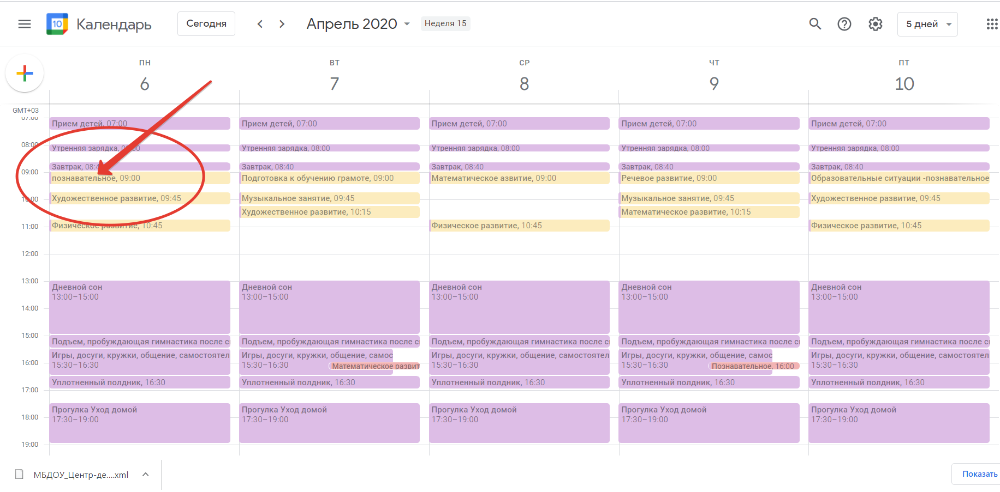 10 Календарь
Сегодня
Апрель 2020
Неделя 15
5 дней
ПН
6
ВТ
7
СР
8
ЧТ
9
ПТ
10
GMT+03
07:00
08:00
09:00
10:00
11:00
12:00
13:00
14:00
15:00
16:00
17:00
18:00
19:00
Прием детей, 07:00
Утренняя зарядка, 08:00
Завтрак, 08:40
познавательное, 09:00
Художественное развитие, 09:45
Физическое развитие, 10:45
Дневной сон
13:00–15:00
Подъем, пробуждающая гимнастика после с
Игры, досуги, кружки, общение, самостоятел
15:30–16:30
Уплотненный полдник, 16:30
Прогулка Уход домой
17:30–19:00
Прием детей, 07:00
Утренняя зарядка, 08:00
Завтрак, 08:40
Подготовка к обучению грамоте, 09:00
Музыкальное занятие, 09:45
Художественное развитие, 10:15
Дневной сон
13:00–15:00
Подъем, пробуждающая гимнастика после с
Игры, досуги, кружки, общение, самос
15:30–16:30
Математическое развит
Уплотненный полдник, 16:30
Прогулка Уход домой
17:30–19:00
Прием детей, 07:00
Утренняя зарядка, 08:00
Завтрак, 08:40
Математическое азвитие, 09:00
Физическое развитие, 10:45
Дневной сон
13:00–15:00
Подъем, пробуждающая гимнастика после с
Игры, досуги, кружки, общение, самостоятел
15:30–16:30
Уплотненный полдник, 16:30
Прогулка Уход домой
17:30–19:00
Прием детей, 07:00
Утренняя зарядка, 08:00
Завтрак, 08:40
Речевое развитие, 09:00
Музыкальное занятие, 09:45
Математическое развитие, 10:15
Дневной сон
13:00–15:00
Подъем, пробуждающая гимнастика после с
Игры, досуги, кружки, общение, самос
15:30–16:30
Познавательное, 16:00
Уплотненный полдник, 16:30
Прогулка Уход домой
17:30–19:00
Прием детей, 07:00
Утренняя зарядка, 08:00
Завтрак, 08:40
Образовательные ситуации -познавательное
Художественное развитие, 09:45
Физическое развитие, 10:45
Дневной сон
13:00–15:00
Подъем, пробуждающая гимнастика после с
Игры, досуги, кружки, общение, самостоятел
15:30–16:30
Уплотненный полдник, 16:30
Прогулка Уход домой
17:30–19:00
МБДОУ_Центр-де....xml
Показать